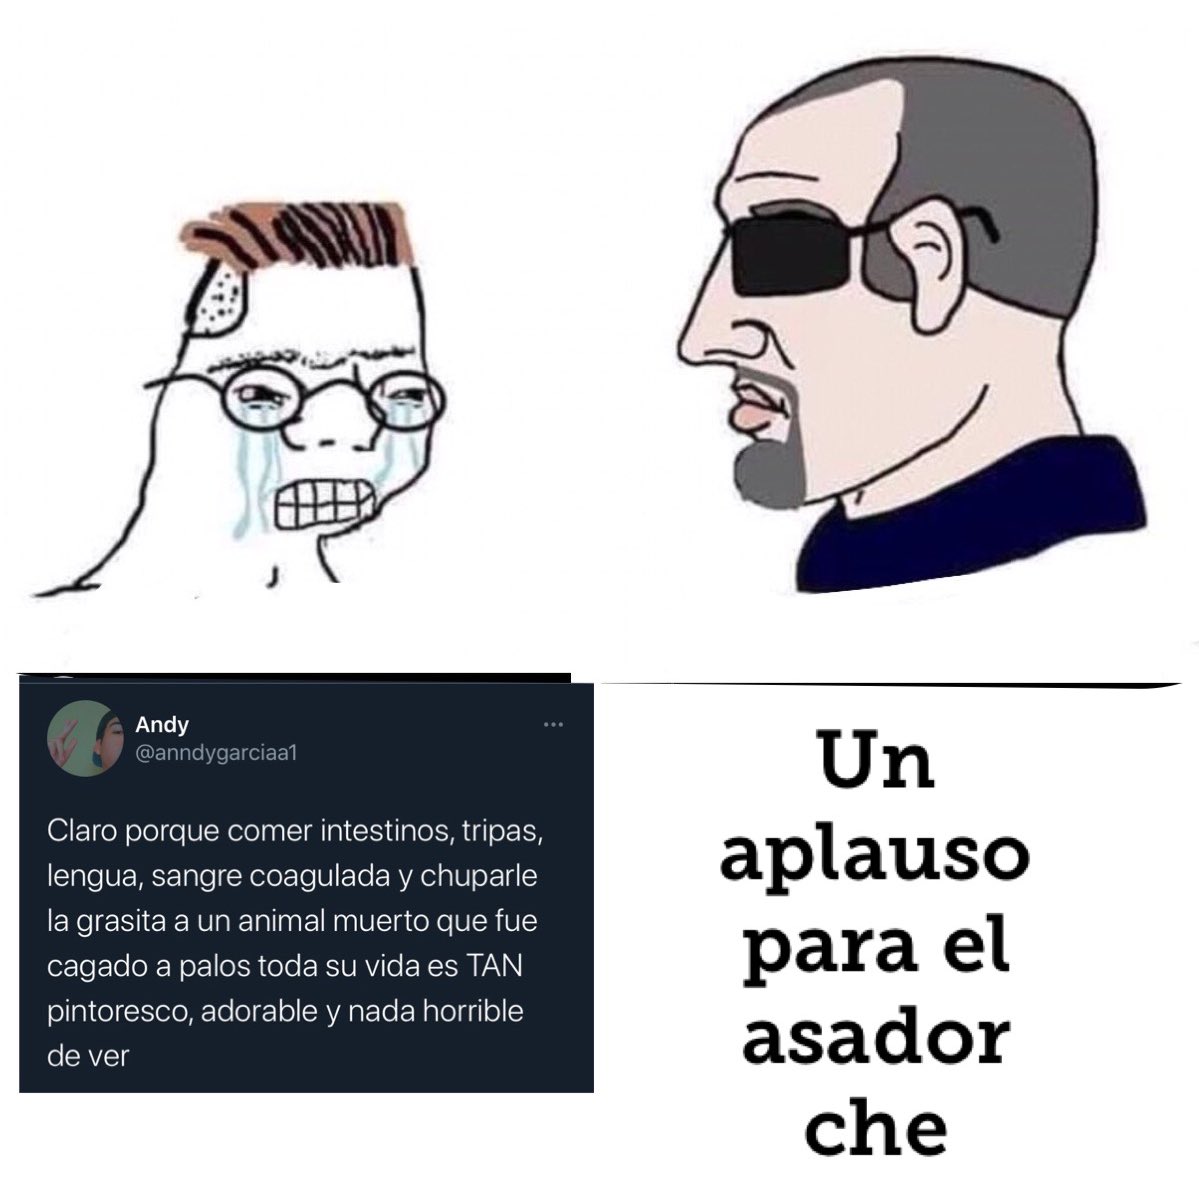 Andy
@anndygarciaa1
Claro porque comer intestinos, tripas,
lengua, sangre coagulada y chuparle
la grasita a un animal muerto que fue
cagado a palos toda su vida es TAN
pintoresco, adorable y nada horrible
de ver
Un
aplauso
para el
asador
che